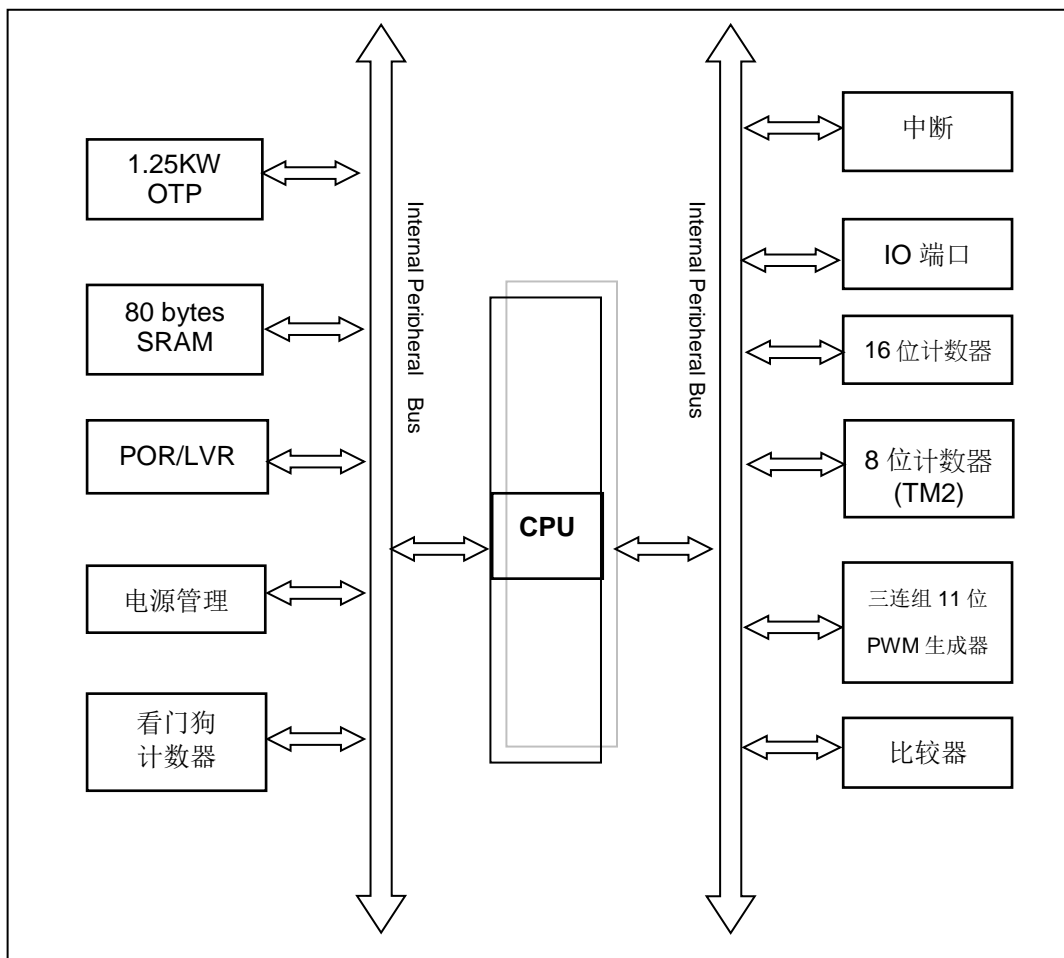 1.25KW
OTP
80 bytes
SRAM
POR/LVR
电源管理
看门狗
计数器
Internal Peripheral Bus
CPU
Internal Peripheral Bus
中断
IO 端口
16 位计数器
8 位计数器
(TM2)
三连组 11 位
PWM 生成器
比较器